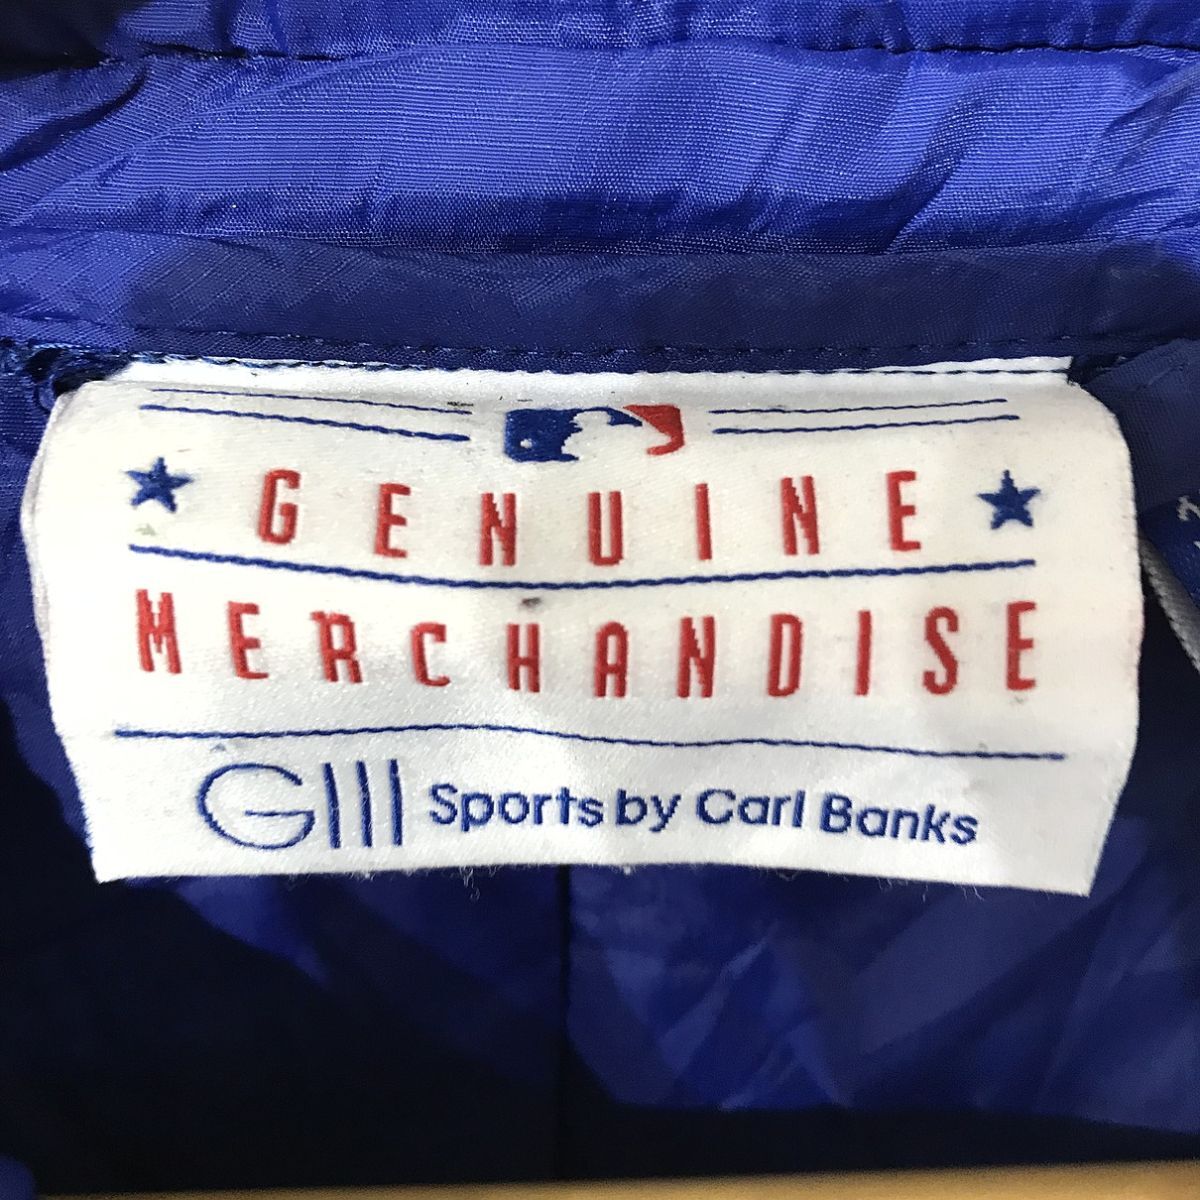 GENUINE
MERCHANDISE
GIII Sports by Carl Banks